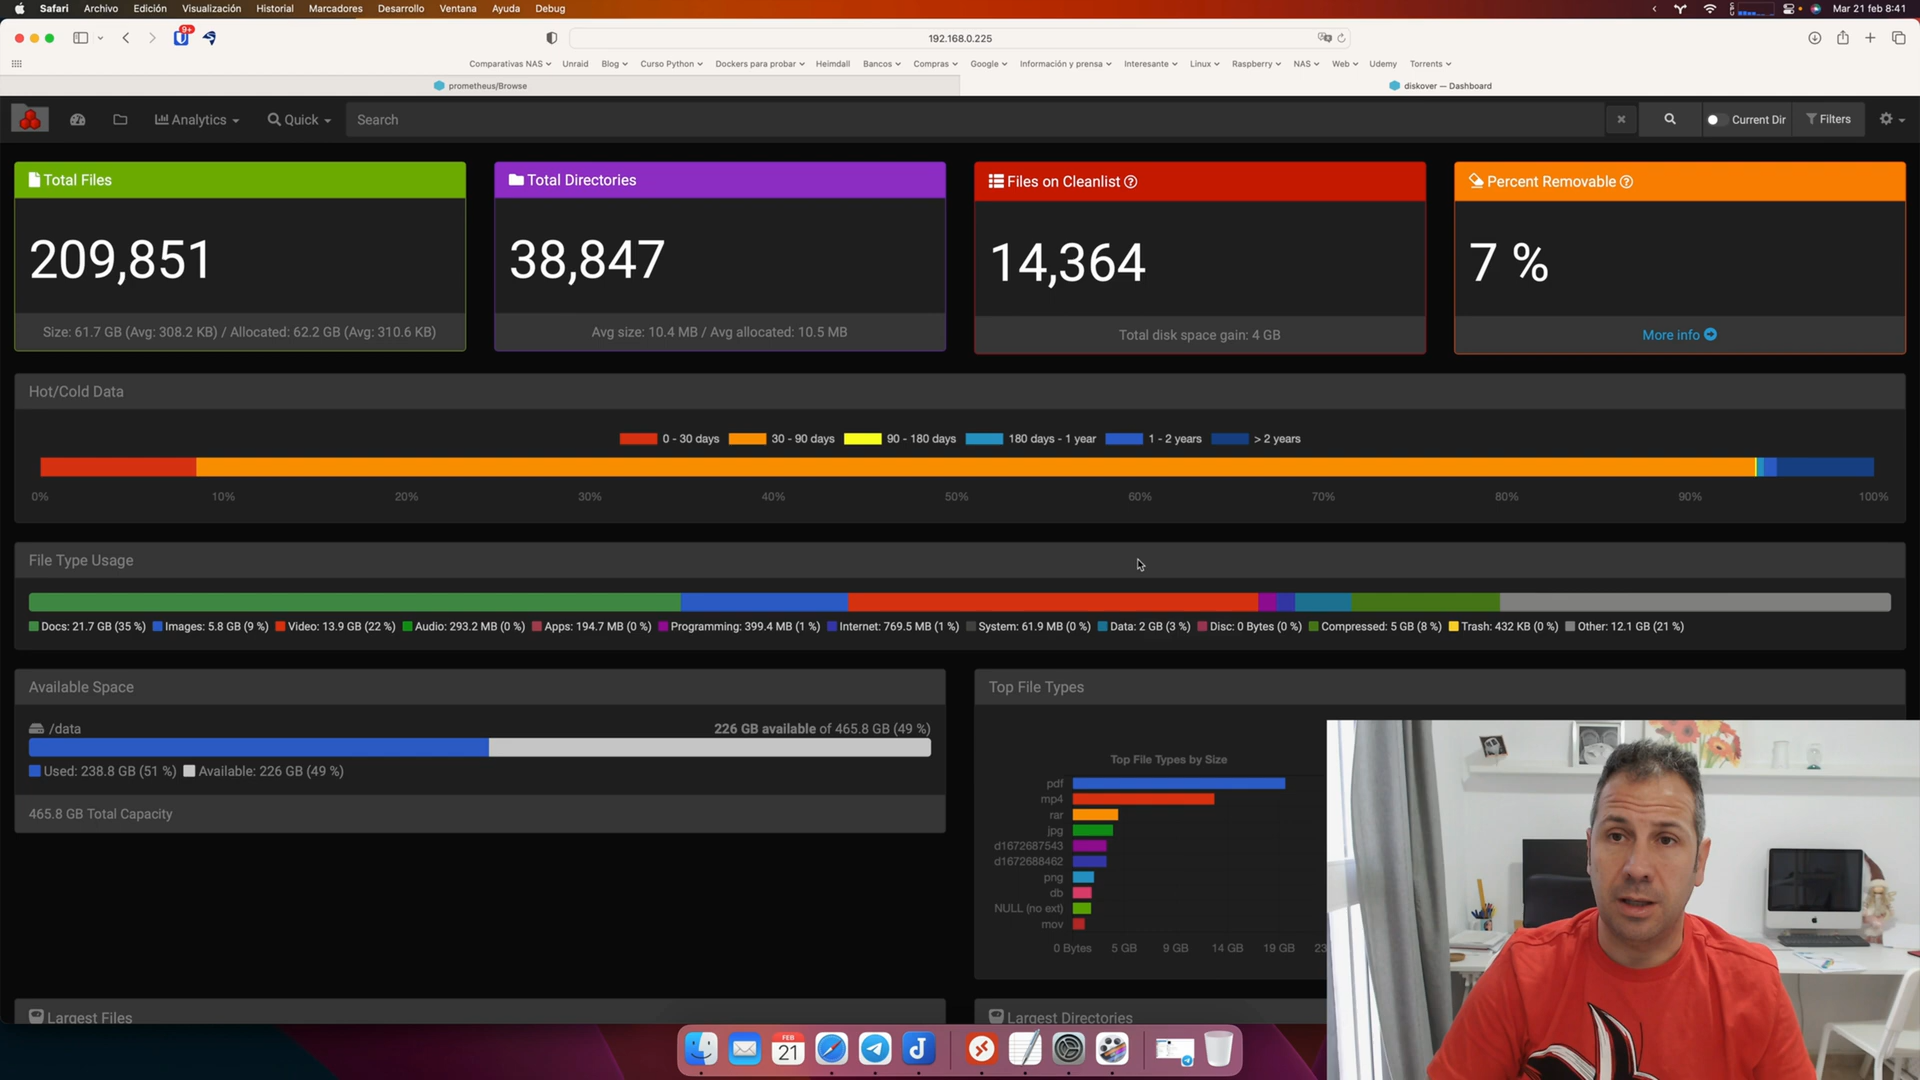 Safari Archivo Edición Visualización Historial Marcadores Desarrollo Ventana Ayuda Debug Mar 21 feb 8:41
9+
192.168.0.225
Comparativas NAS Unraid Blog Curso Python Dockers para probar Heimdall Bancos Compras Google Información y prensa Interesante Linux Raspberry NAS Web Udemy Torrents
prometheus/Browse diskover — Dashboard
Analytics Quick Search Current Dir Filters
Total Files Total Directories Files on Cleanlist Percent Removable
209,851 38,847 14,364 7 %
Size: 61.7 GB (Avg: 308.2 KB) / Allocated: 62.2 GB (Avg: 310.6 KB) Avg size: 10.4 MB / Avg allocated: 10.5 MB Total disk space gain: 4 GB More info
Hot/Cold Data
0 - 30 days 30 - 90 days 90 - 180 days 180 days - 1 year 1 - 2 years > 2 years
0% 10% 20% 30% 40% 50% 60% 70% 80% 90% 100%
File Type Usage
Docs: 21.7 GB (35 %) Images: 5.8 GB (9 %) Video: 13.9 GB (22 %) Audio: 293.2 MB (0 %) Apps: 194.7 MB (0 %) Programming: 399.4 MB (1 %) Internet: 769.5 MB (1 %) System: 61.9 MB (0 %) Data: 2 GB (3 %) Disc: 0 Bytes (0 %) Compressed: 5 GB (8 %) Trash: 432 KB (0 %) Other: 12.1 GB (21 %)
Available Space
/data 226 GB available of 465.8 GB (49 %)
Used: 238.8 GB (51 %) Available: 226 GB (49 %)
465.8 GB Total Capacity
Top File Types
Top File Types by Size
pdf
mp4
rar
jpg
d1672687543
d1672688462
png
db
NULL (no ext)
mov
0 Bytes 5 GB 9 GB 14 GB 19 GB 23
Largest Files Largest Directories
FEB
21